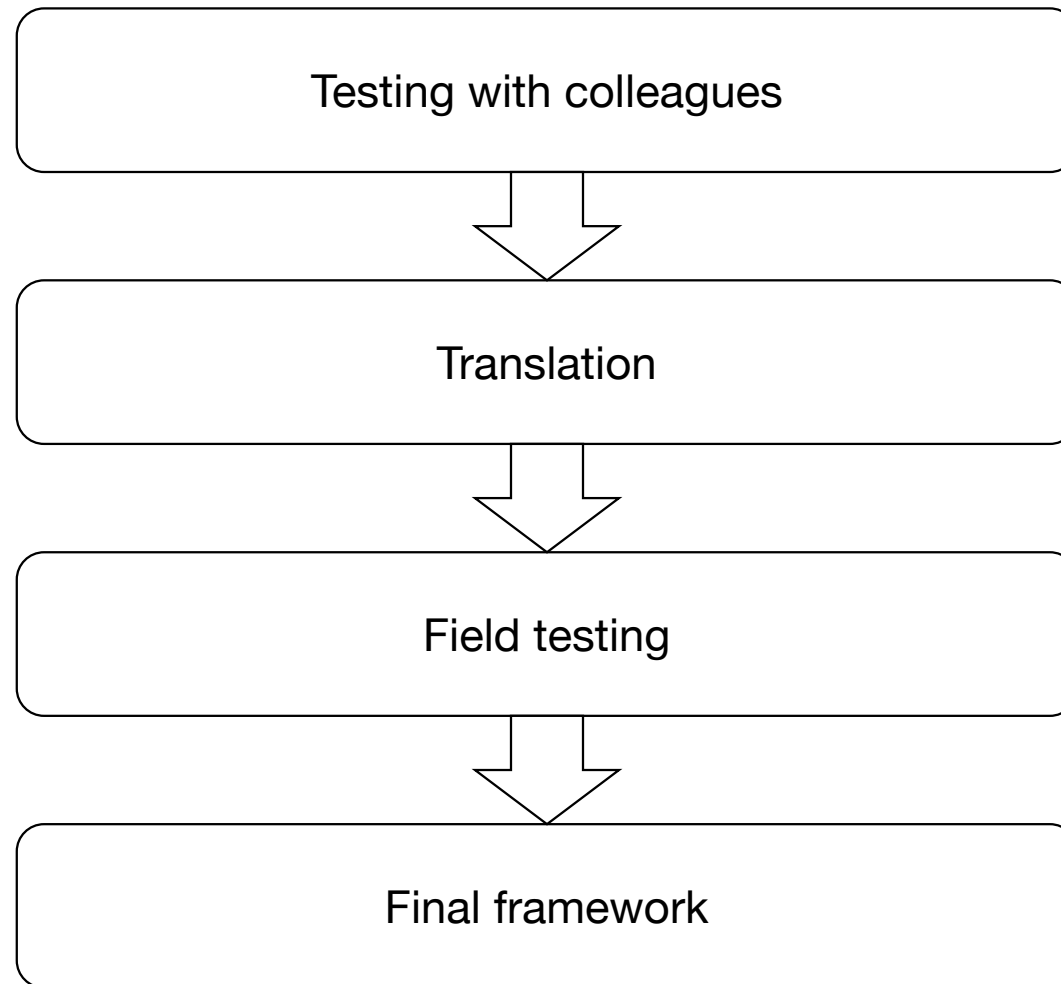 Testing with colleagues
Translation
Field testing
Final framework